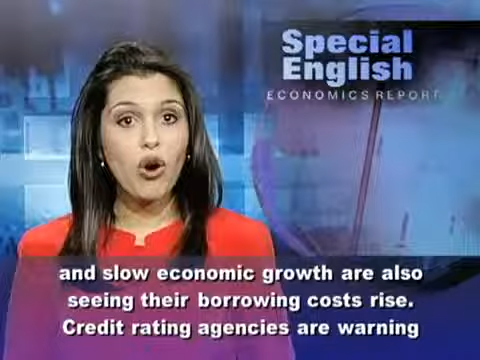 Special
English
ECONOMICS REPORT
and slow economic growth are also
seeing their borrowing costs rise.
Credit rating agencies are warning